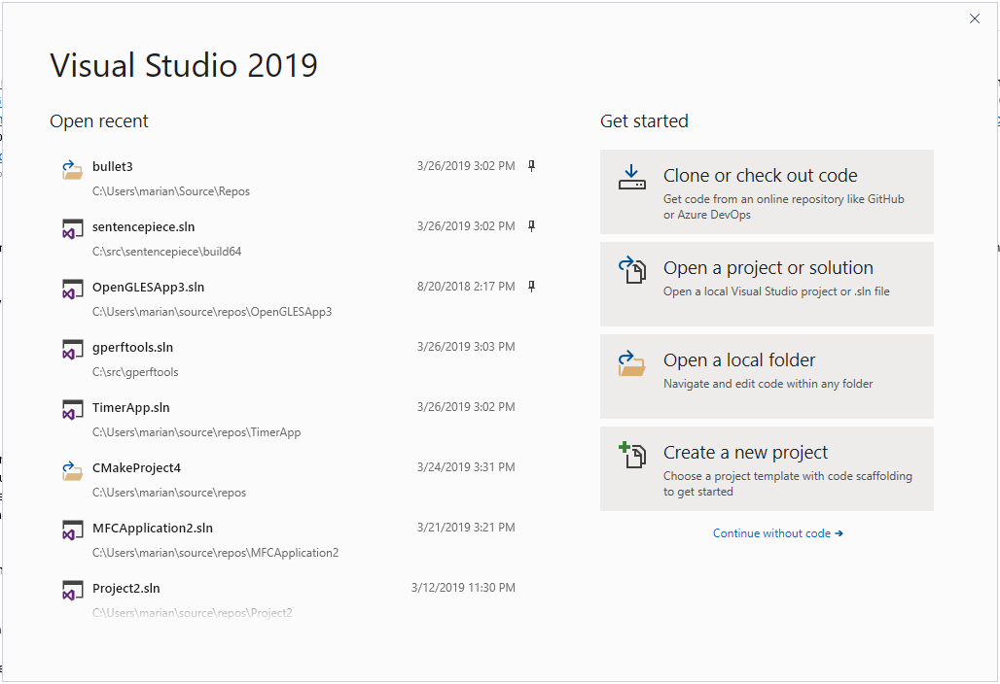 Visual Studio 2019
Open recent
bullet3 3/26/2019 3:02 PM
C:\Users\marian\Source\Repos
sentencepiece.sln 3/26/2019 3:02 PM
C:\src\sentencepiece\build64
OpenGLESApp3.sln 8/20/2018 2:17 PM
C:\Users\marian\source\repos\OpenGLESApp3
gperftools.sln 3/26/2019 3:03 PM
C:\src\gperftools
TimerApp.sln 3/26/2019 3:02 PM
C:\Users\marian\source\repos\TimerApp
CMakeProject4 3/24/2019 3:31 PM
C:\Users\marian\source\repos
MFCApplication2.sln 3/21/2019 3:21 PM
C:\Users\marian\source\repos\MFCApplication2
Project2.sln 3/12/2019 11:30 PM
C:\Users\marian\source\repos\Project2
Get started
Clone or check out code
Get code from an online repository like GitHub
or Azure DevOps
Open a project or solution
Open a local Visual Studio project or .sln file
Open a local folder
Navigate and edit code within any folder
Create a new project
Choose a project template with code scaffolding
to get started
Continue without code →